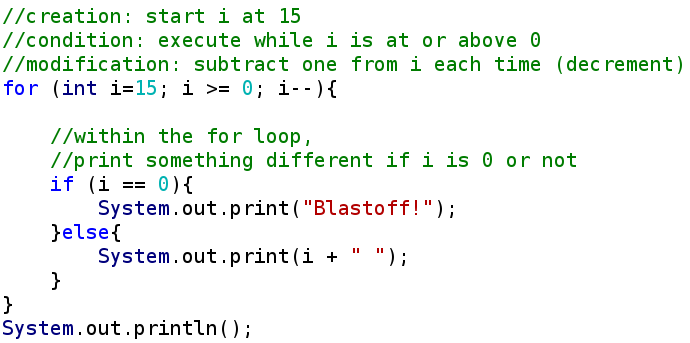 //creation: start i at 15
//condition: execute while i is at or above 0
//modification: subtract one from i each time (decrement)
for (int i=15; i >= 0; i--){
    //within the for loop,
    //print something different if i is 0 or not
    if (i == 0){
        System.out.print("Blastoff!");
    }else{
        System.out.print(i + " ");
    }
}
System.out.println();